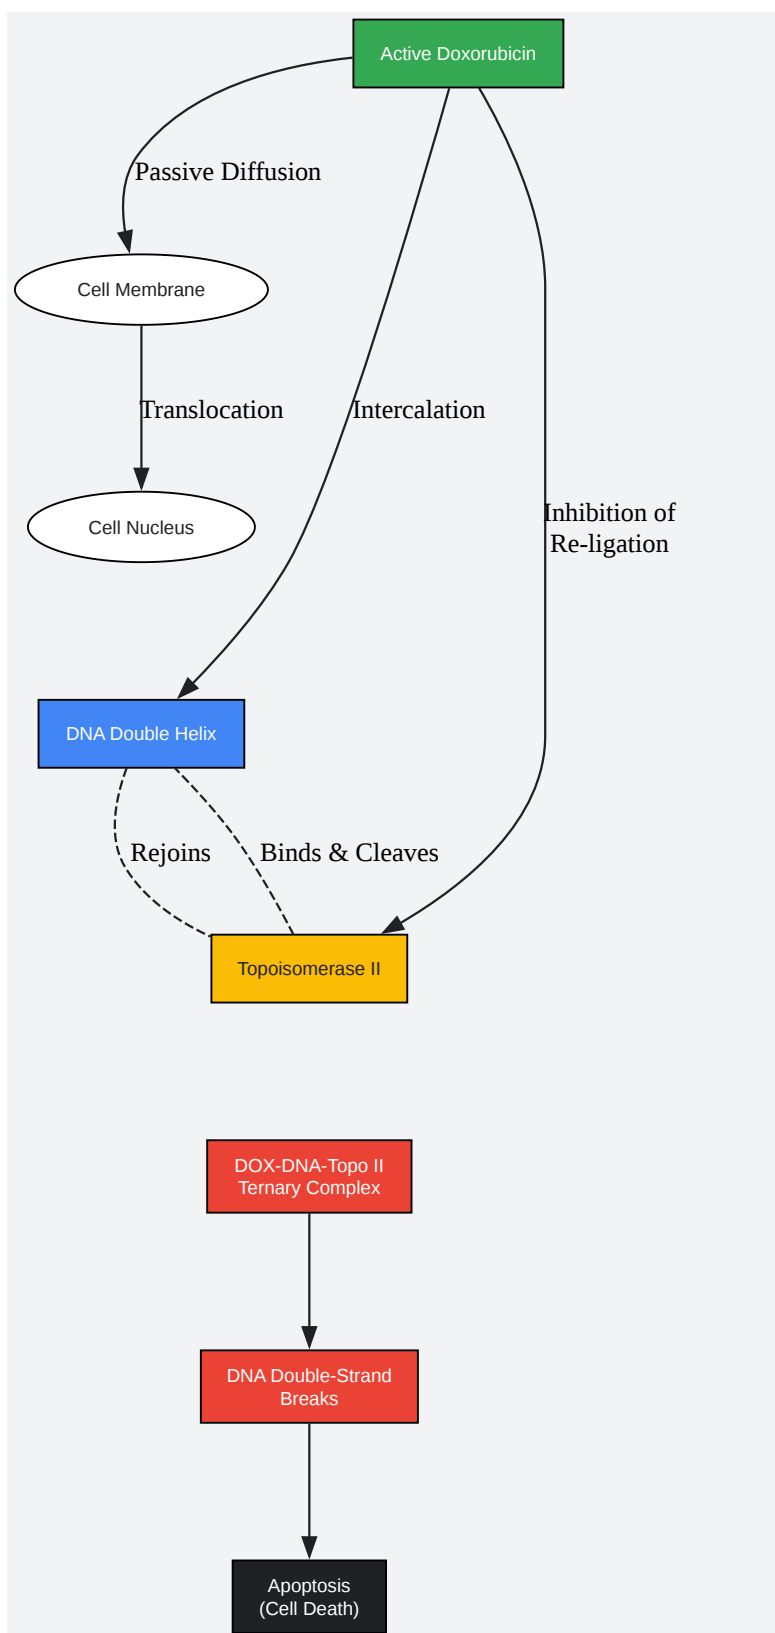 Active Doxorubicin
Passive Diffusion
Cell Membrane
Translocation
Intercalation
Inhibition of
Re-ligation
Cell Nucleus
DNA Double Helix
Rejoins
Binds & Cleaves
Topoisomerase II
DOX-DNA-Topo II
Ternary Complex
DNA Double-Strand
Breaks
Apoptosis
(Cell Death)